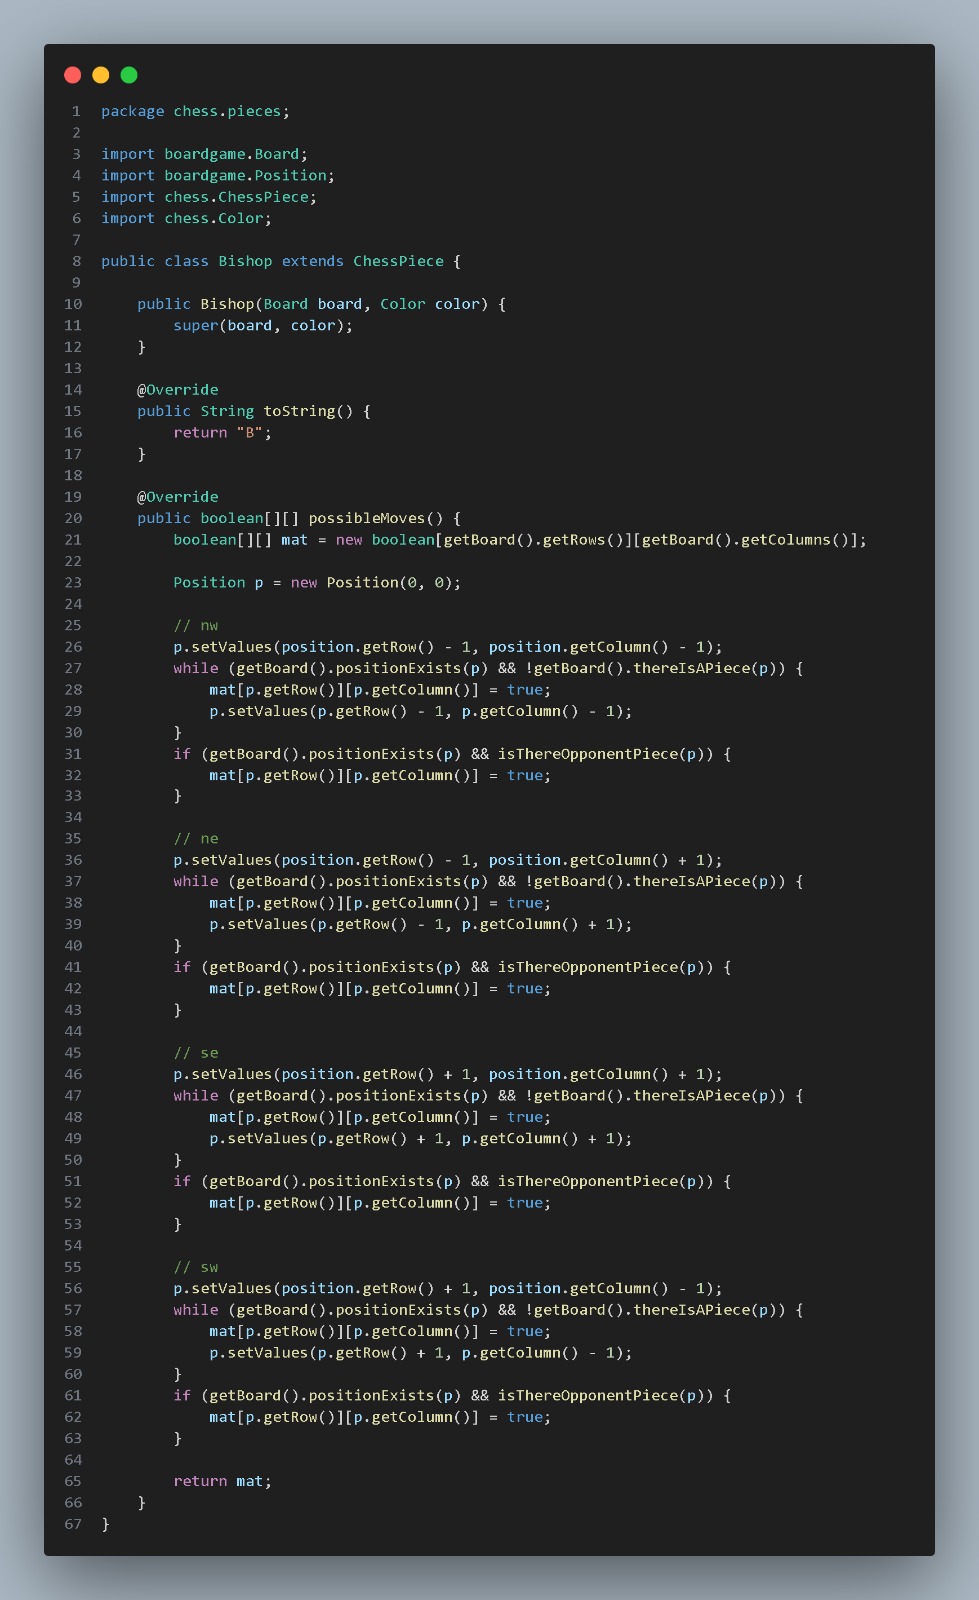 1 package chess.pieces;
2
3 import boardgame.Board;
4 import boardgame.Position;
5 import chess.ChessPiece;
6 import chess.Color;
7
8 public class Bishop extends ChessPiece {
9
10     public Bishop(Board board, Color color) {
11         super(board, color);
12     }
13
14     @Override
15     public String toString() {
16         return "B";
17     }
18
19     @Override
20     public boolean[][] possibleMoves() {
21         boolean[][] mat = new boolean[getBoard().getRows()][getBoard().getColumns()];
22
23         Position p = new Position(0, 0);
24
25         // nw
26         p.setValues(position.getRow() - 1, position.getColumn() - 1);
27         while (getBoard().positionExists(p) && !getBoard().thereIsAPiece(p)) {
28             mat[p.getRow()][p.getColumn()] = true;
29             p.setValues(p.getRow() - 1, p.getColumn() - 1);
30         }
31         if (getBoard().positionExists(p) && isThereOpponentPiece(p)) {
32             mat[p.getRow()][p.getColumn()] = true;
33         }
34
35         // ne
36         p.setValues(position.getRow() - 1, position.getColumn() + 1);
37         while (getBoard().positionExists(p) && !getBoard().thereIsAPiece(p)) {
38             mat[p.getRow()][p.getColumn()] = true;
39             p.setValues(p.getRow() - 1, p.getColumn() + 1);
40         }
41         if (getBoard().positionExists(p) && isThereOpponentPiece(p)) {
42             mat[p.getRow()][p.getColumn()] = true;
43         }
44
45         // se
46         p.setValues(position.getRow() + 1, position.getColumn() + 1);
47         while (getBoard().positionExists(p) && !getBoard().thereIsAPiece(p)) {
48             mat[p.getRow()][p.getColumn()] = true;
49             p.setValues(p.getRow() + 1, p.getColumn() + 1);
50         }
51         if (getBoard().positionExists(p) && isThereOpponentPiece(p)) {
52             mat[p.getRow()][p.getColumn()] = true;
53         }
54
55         // sw
56         p.setValues(position.getRow() + 1, position.getColumn() - 1);
57         while (getBoard().positionExists(p) && !getBoard().thereIsAPiece(p)) {
58             mat[p.getRow()][p.getColumn()] = true;
59             p.setValues(p.getRow() + 1, p.getColumn() - 1);
60         }
61         if (getBoard().positionExists(p) && isThereOpponentPiece(p)) {
62             mat[p.getRow()][p.getColumn()] = true;
63         }
64
65         return mat;
66     }
67 }